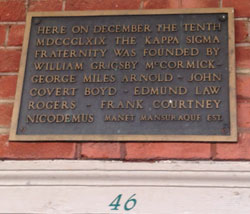 HERE ON DECEMBER THE TENTH
MDCCCLXIX THE KAPPA SIGMA
FRATERNITY WAS FOUNDED BY
WILLIAM GRIGSBY McCORMICK -
GEORGE MILES ARNOLD - JOHN
COVERT BOYD - EDMUND LAW
ROGERS - FRANK COURTNEY
NICODEMUS MANET MANSURAQUE EST.
46